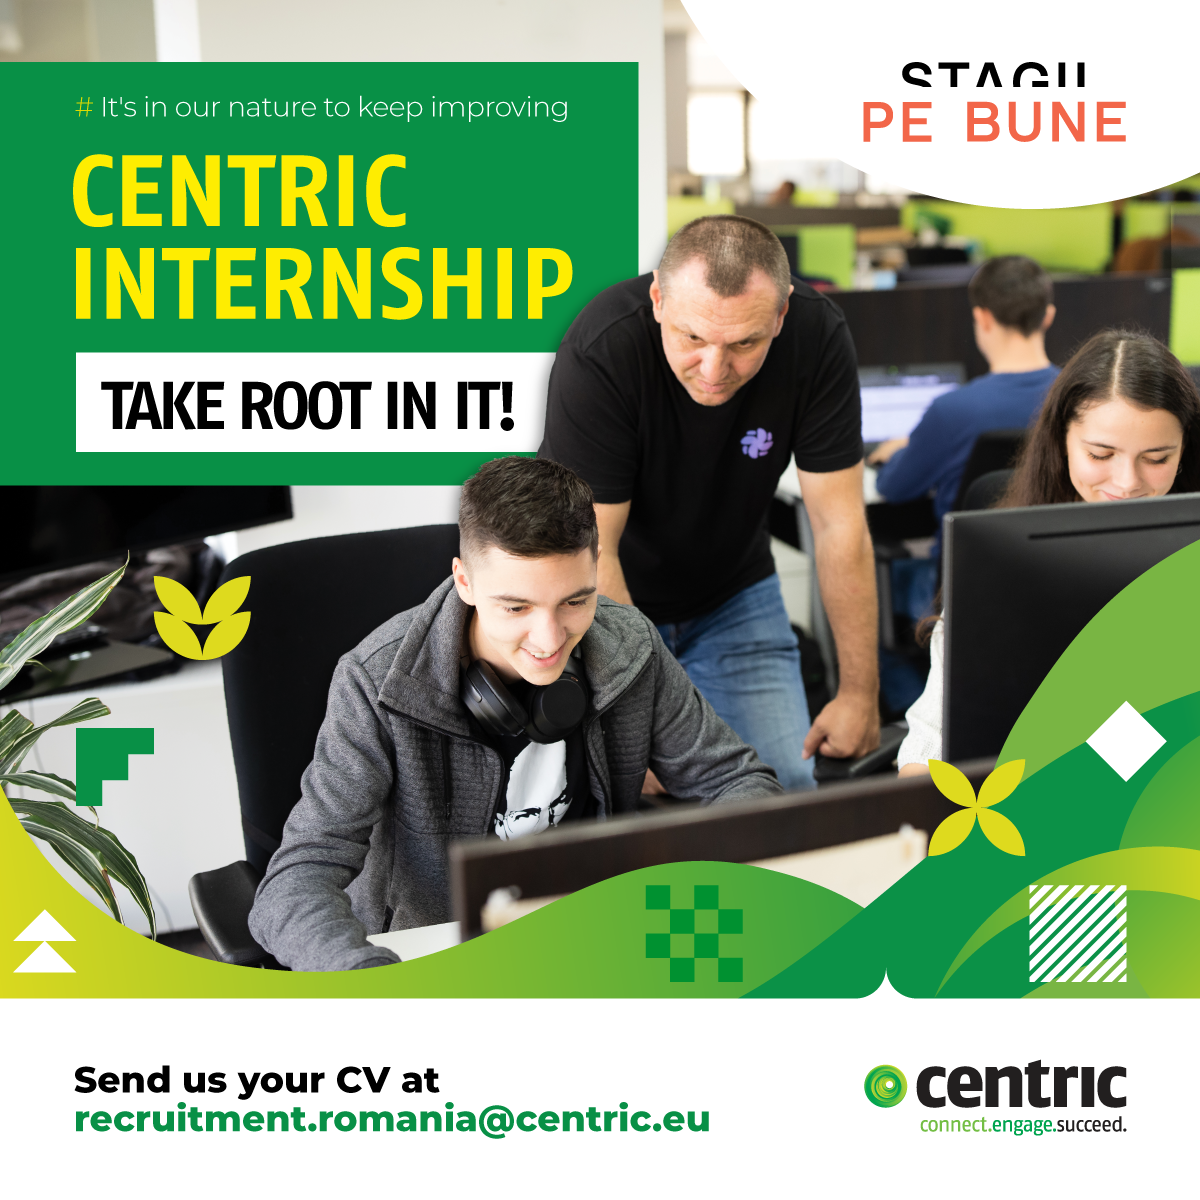 # It's in our nature to keep improving
CENTRIC
INTERNSHIP
TAKE ROOT IN IT!
STAGII
PE BUNE
Send us your CV at
recruitment.romania@centric.eu
centric
connect.engage.succeed.